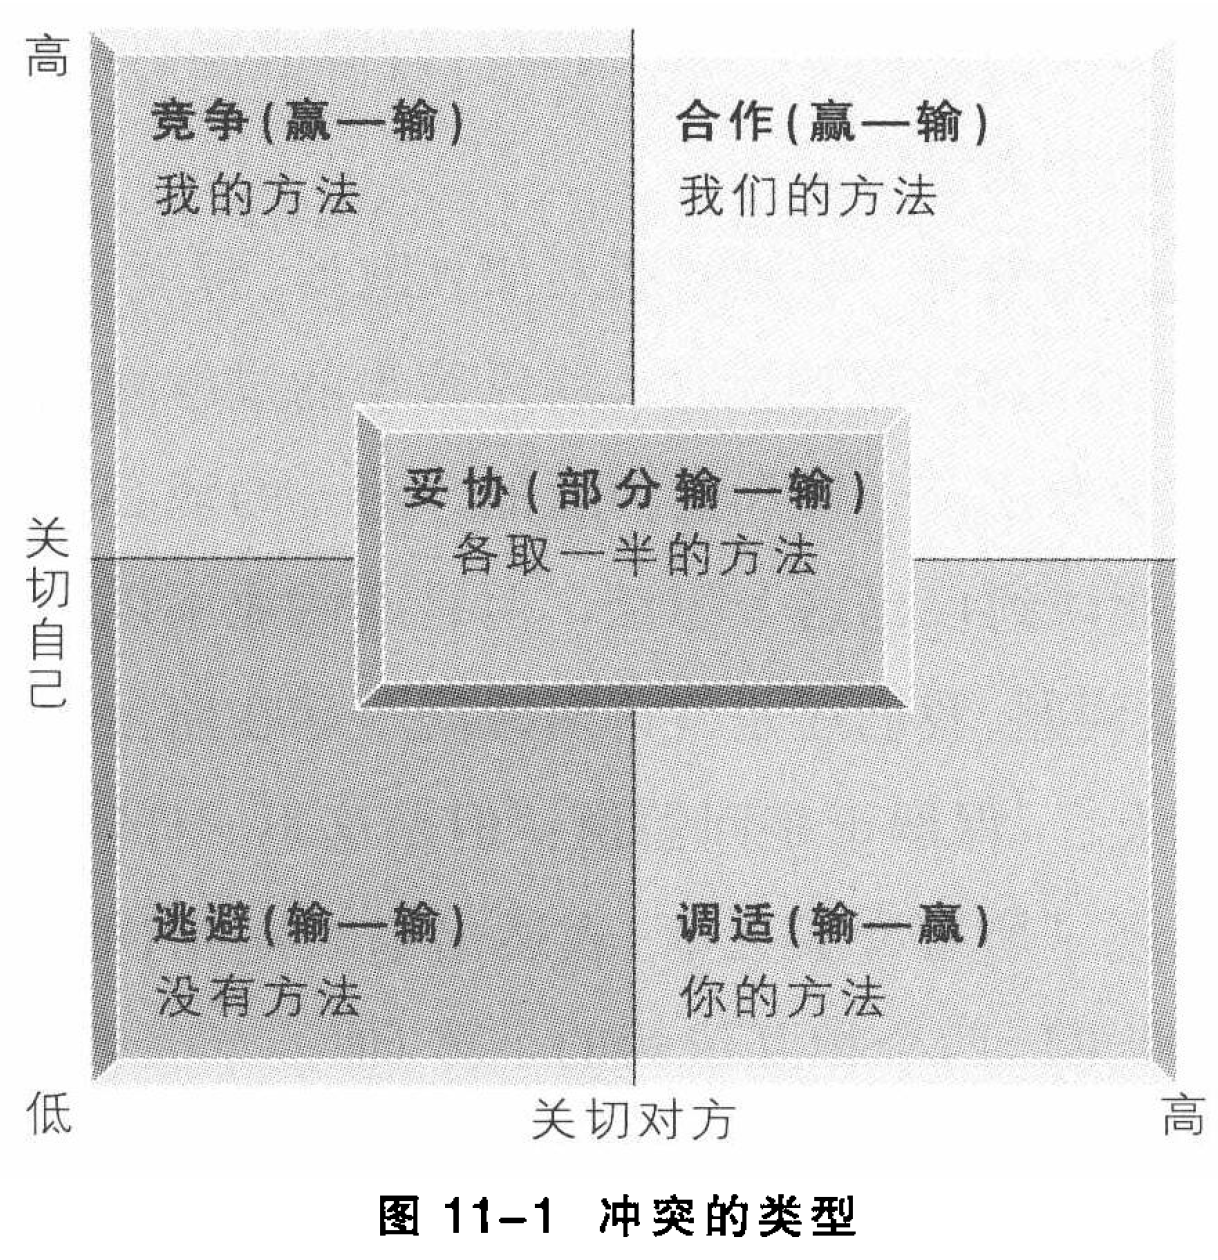 高
竞争(赢—输)
我的方法
合作(赢—输)
我们的方法
妥协(部分输—输)
各取一半的方法
关切自己
逃避(输—输)
没有方法
调适(输—赢)
你的方法
低
关切对方
高
图 11-1 冲突的类型